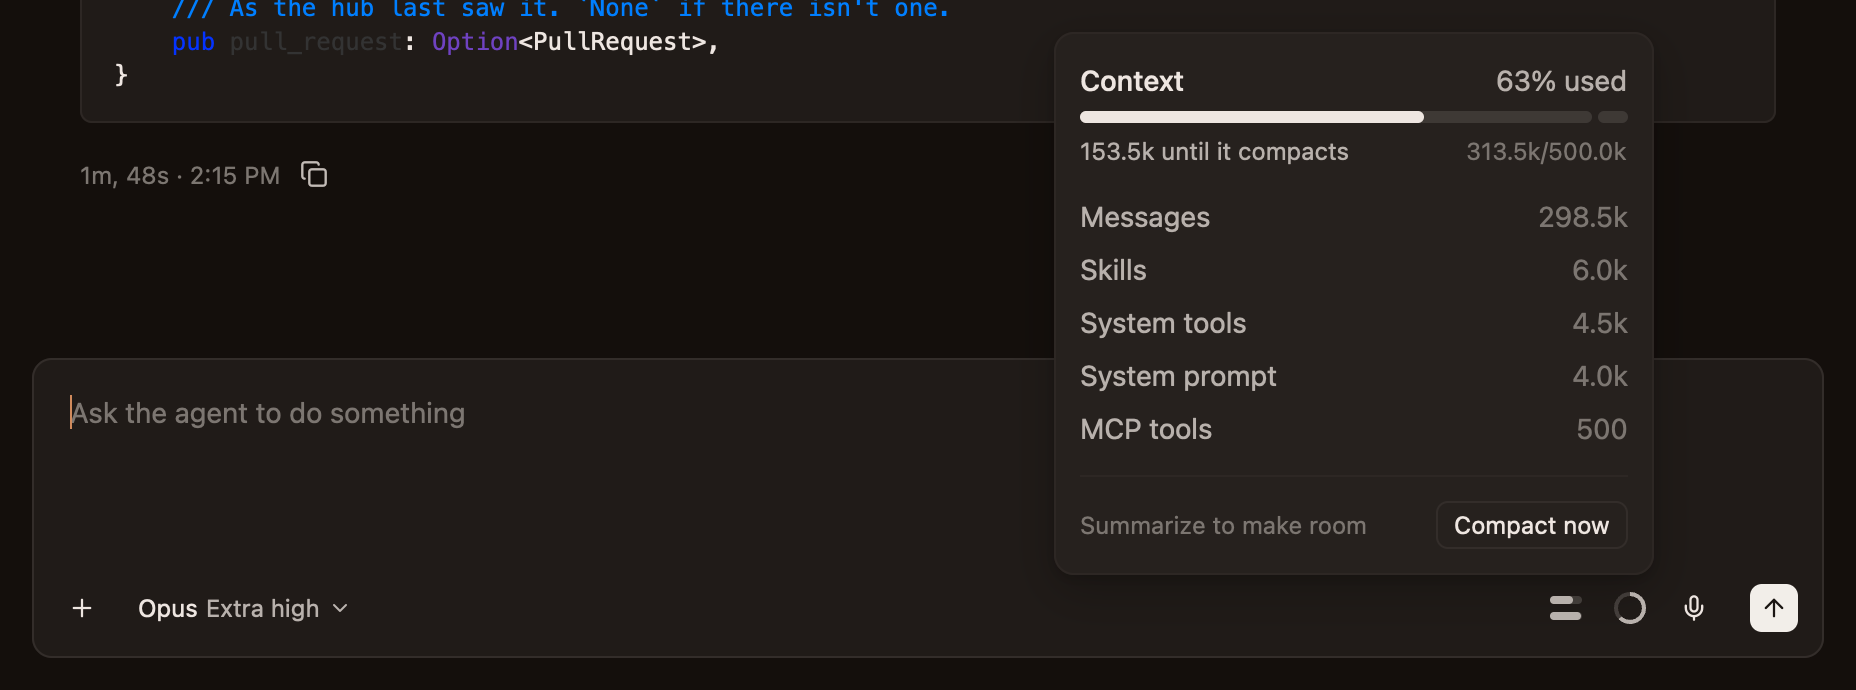 /// As the hub last saw it. `None` if there isn't one.
pub pull_request: Option<PullRequest>,
}
1m, 48s · 2:15 PM
Context
63% used
153.5k until it compacts
313.5k/500.0k
Messages
298.5k
Skills
6.0k
System tools
4.5k
System prompt
4.0k
MCP tools
500
Summarize to make room
Compact now
Ask the agent to do something
Opus Extra high